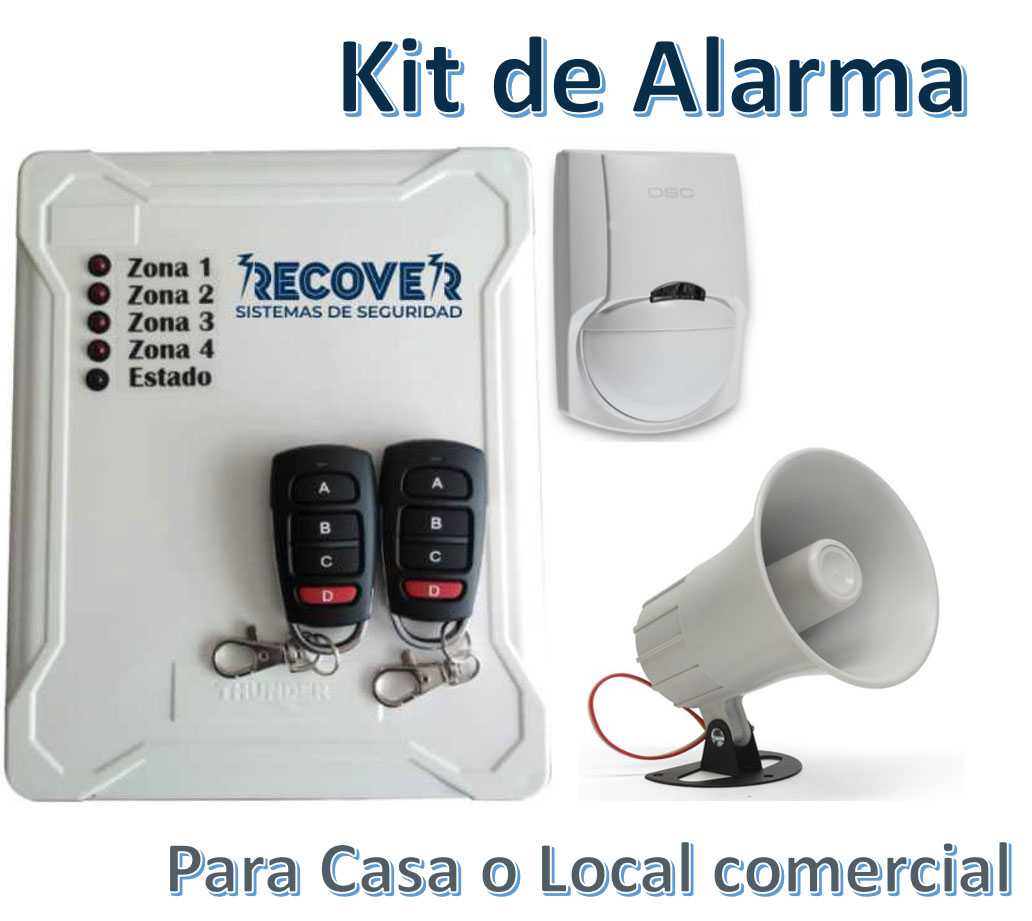 Kit de Alarma
DSC
Zona 1
Zona 2
Zona 3
Zona 4
Estado
RECOVER
SISTEMAS DE SEGURIDAD
A
B
C
D
A
B
C
D
THUNDER
Para Casa o Local comercial